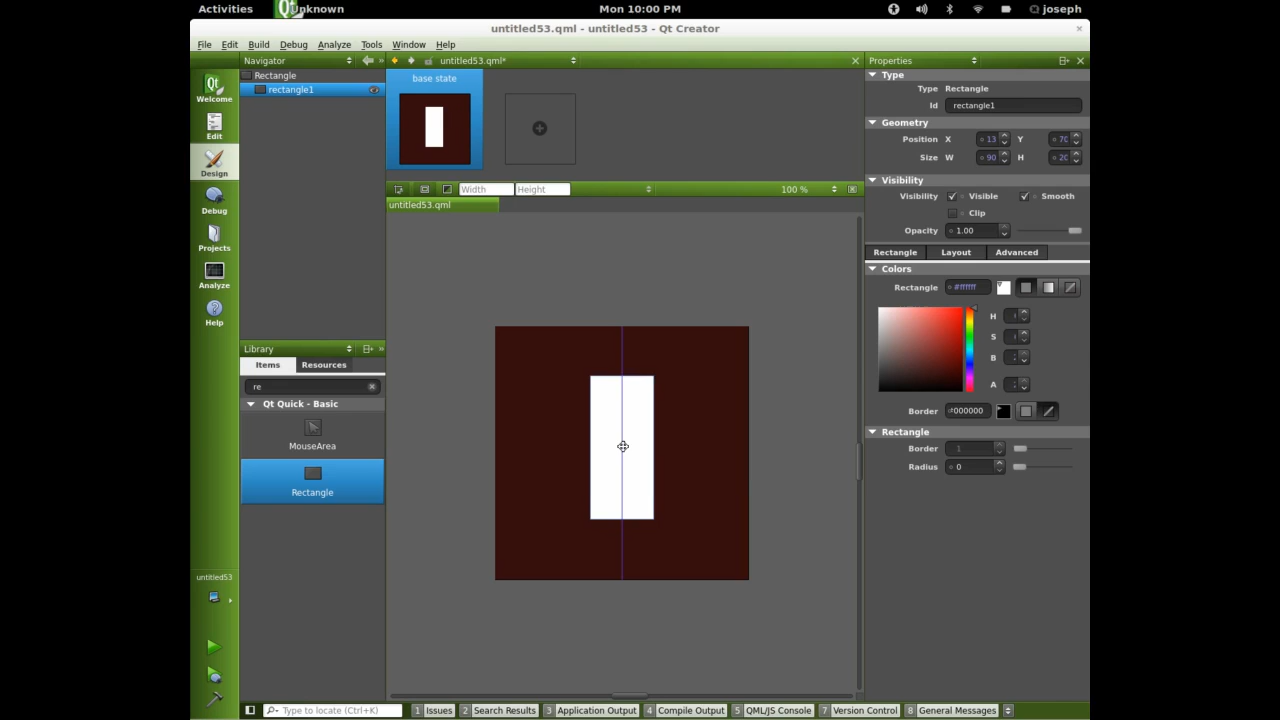 Activities Unknown Mon 10:00 PM joseph
untitled53.qml - untitled53 - Qt Creator ×
File Edit Build Debug Analyze Tools Window Help
Navigator
untitled53.qml*
Properties
Qt
Welcome
Edit
Design
Debug
Projects
Analyze
Help
untitled53
Rectangle
rectangle1
Library
Items Resources
re
Qt Quick - Basic
MouseArea
Rectangle
base state
Width Height 100 %
untitled53.qml
Type
Type Rectangle
Id rectangle1
Geometry
Position X 13 Y
Size W 90 H
Visibility
Visibility Visible Smooth
Clip
Opacity 1.00
Rectangle Layout Advanced
Colors
Rectangle #ffffff
H
S
B
A
Border #000000
Rectangle
Border 1
Radius 0
Type to locate (Ctrl+K) 1 Issues 2 Search Results 3 Application Output 4 Compile Output 5 QML/JS Console 7 Version Control 8 General Messages